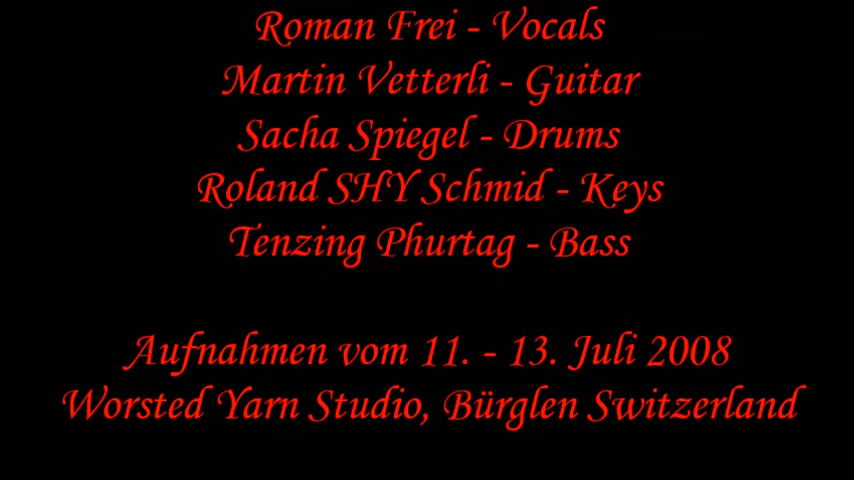 Roman Frei - Vocals
Martin Vetterli - Guitar
Sacha Spiegel - Drums
Roland SHY Schmid - Keys
Tenzing Phurtag - Bass
Aufnahmen vom 11. - 13. Juli 2008
Worsted Yarn Studio, Bürglen Switzerland